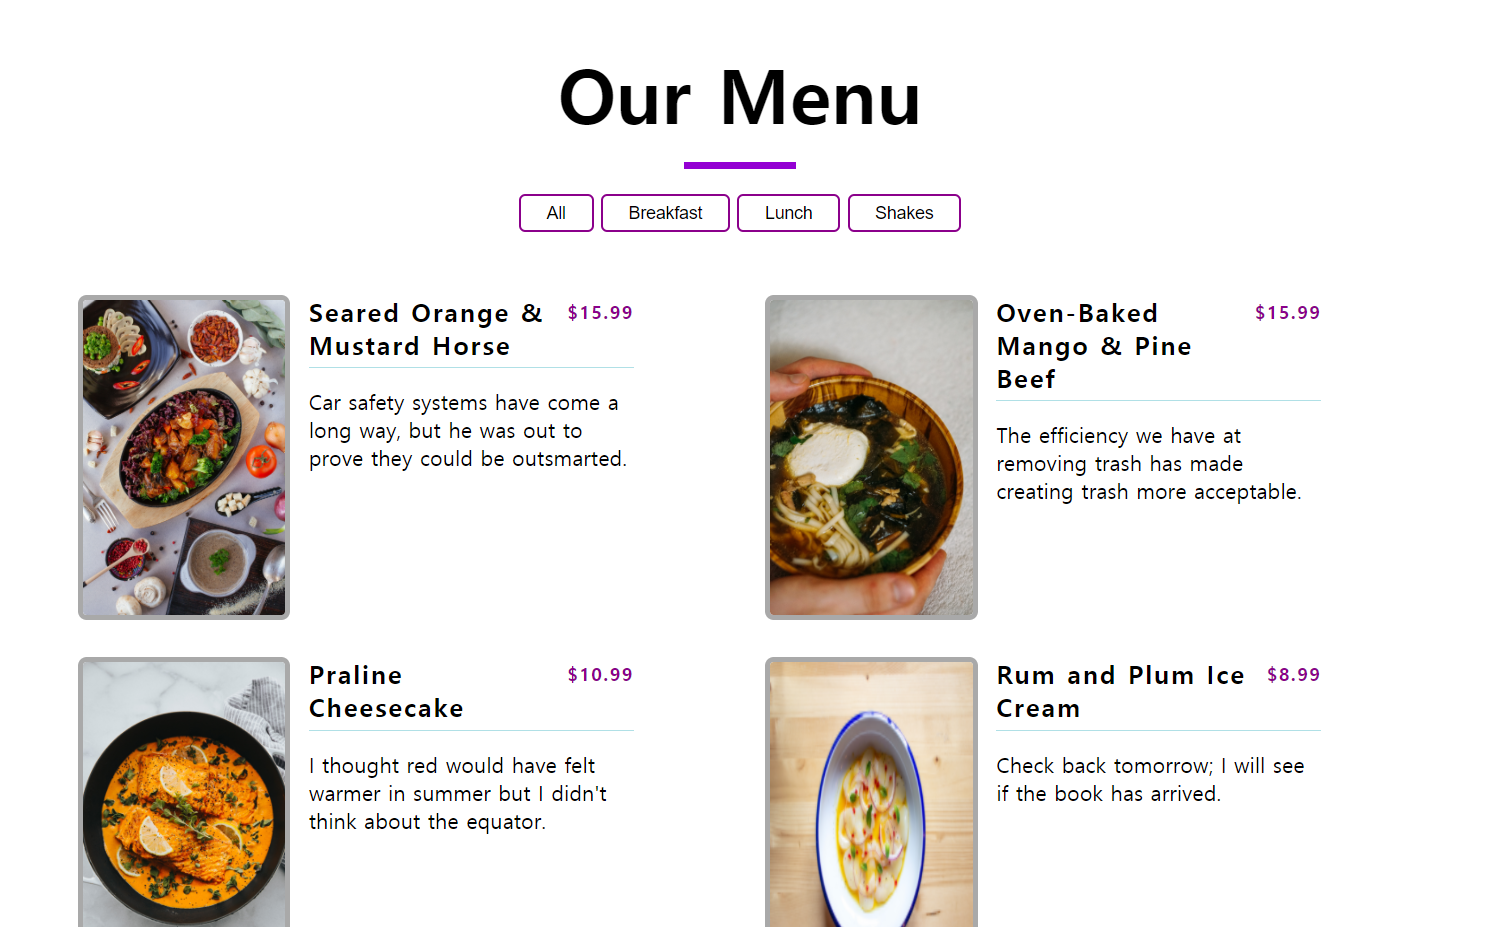 Our Menu
All
Breakfast
Lunch
Shakes
Seared Orange &
Mustard Horse
$15.99
Car safety systems have come a
long way, but he was out to
prove they could be outsmarted.
Oven-Baked
Mango & Pine
Beef
$15.99
The efficiency we have at
removing trash has made
creating trash more acceptable.
Praline
Cheesecake
$10.99
I thought red would have felt
warmer in summer but I didn't
think about the equator.
Rum and Plum Ice
Cream
$8.99
Check back tomorrow; I will see
if the book has arrived.